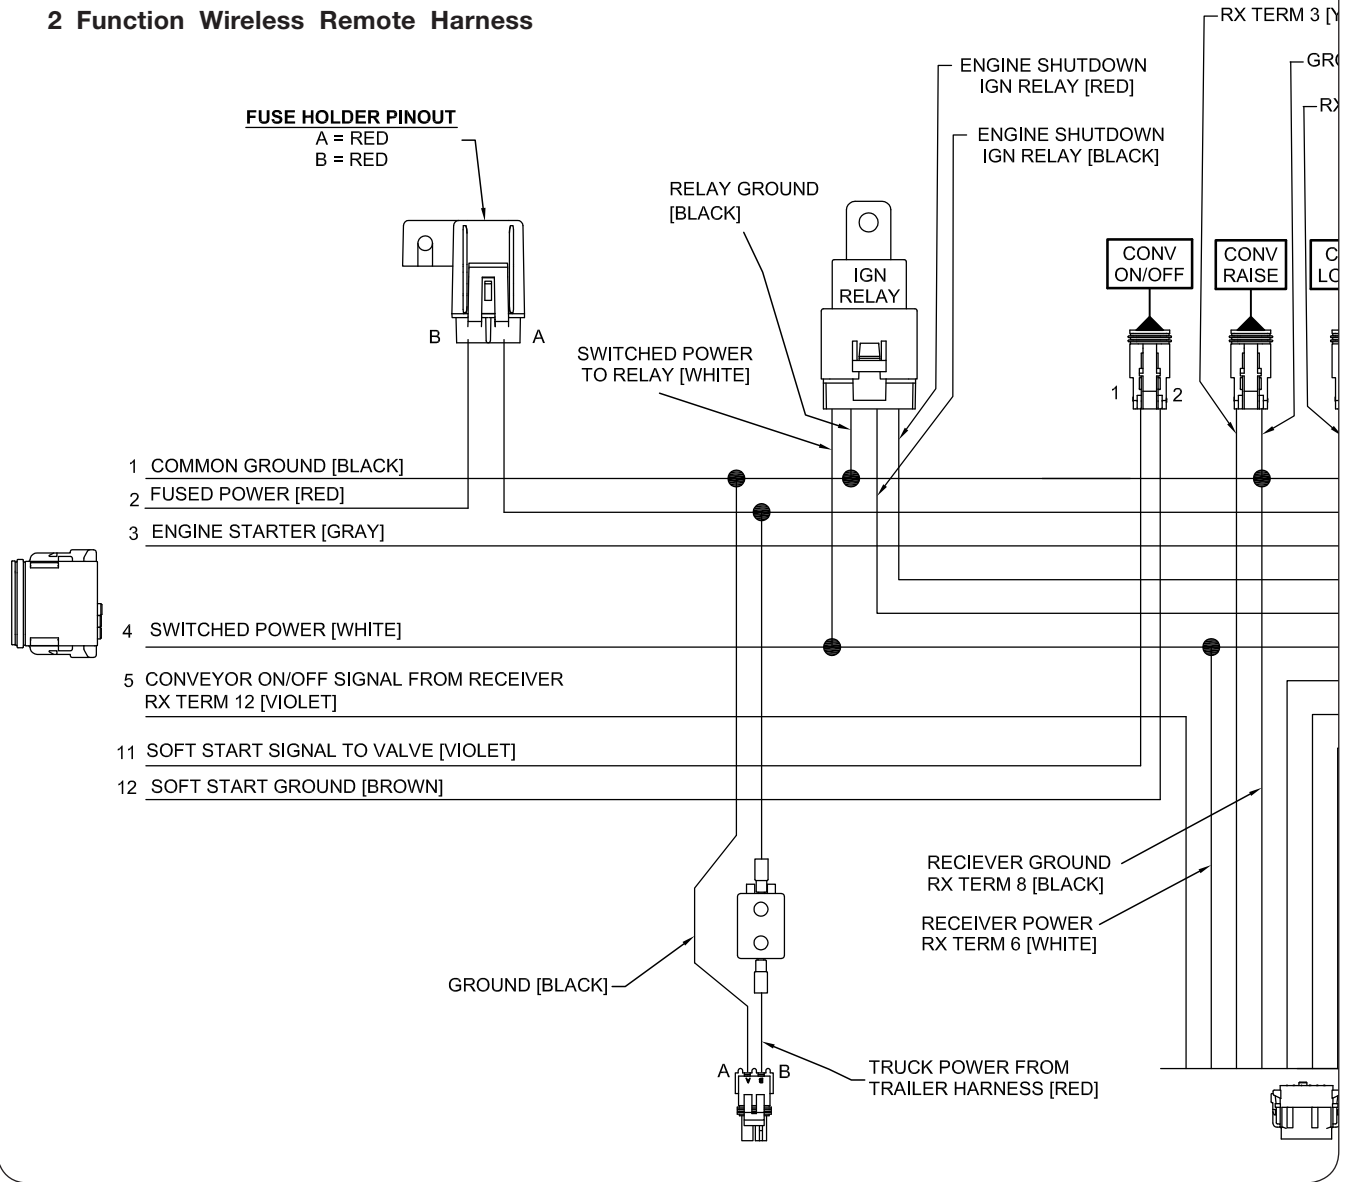 2 Function Wireless Remote Harness
RX TERM 3 [Y
GRO
RX
ENGINE SHUTDOWN
IGN RELAY [RED]
ENGINE SHUTDOWN
IGN RELAY [BLACK]
FUSE HOLDER PINOUT
A = RED
B = RED
RELAY GROUND
[BLACK]
IGN
RELAY
CONV
ON/OFF
CONV
RAISE
C
LO
B
A
SWITCHED POWER
TO RELAY [WHITE]
1
2
1 COMMON GROUND [BLACK]
2 FUSED POWER [RED]
3 ENGINE STARTER [GRAY]
4 SWITCHED POWER [WHITE]
5 CONVEYOR ON/OFF SIGNAL FROM RECEIVER
RX TERM 12 [VIOLET]
11 SOFT START SIGNAL TO VALVE [VIOLET]
12 SOFT START GROUND [BROWN]
RECIEVER GROUND
RX TERM 8 [BLACK]
RECEIVER POWER
RX TERM 6 [WHITE]
GROUND [BLACK]
A
B
TRUCK POWER FROM
TRAILER HARNESS [RED]